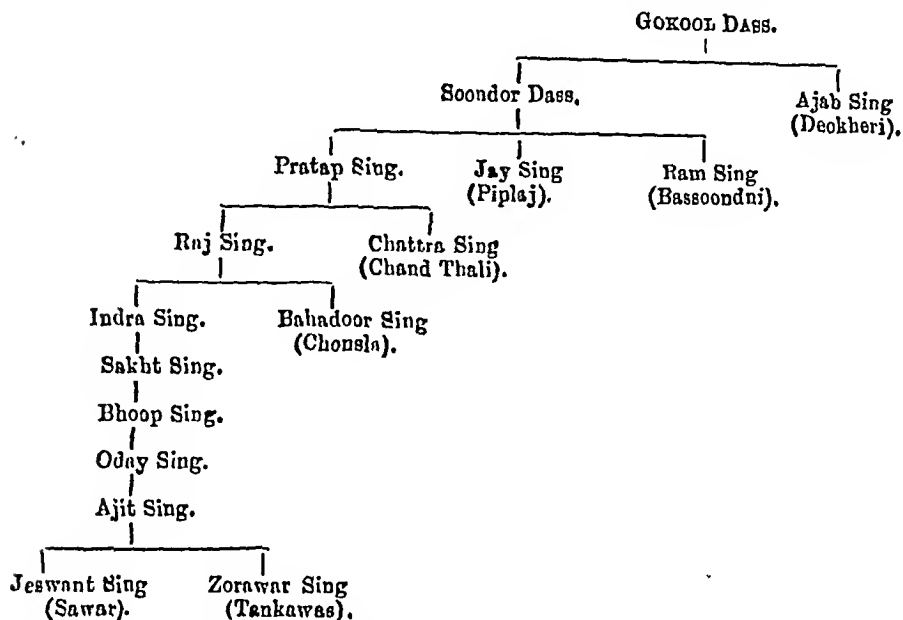 GOKOOL DASS.
Soondor Dass.
Ajab Sing
(Deokheri).
Pratap Sing.
Jay Sing
(Piplaj).
Ram Sing
(Bassoondni).
Raj Sing.
Chattra Sing
(Chand Thali).
Indra Sing.
Bahadoor Sing
(Chonsla).
Sakht Sing.
Bhoop Sing.
Oday Sing.
Ajit Sing.
Jeswant Sing
(Sawar).
Zorawar Sing
(Tankawas).